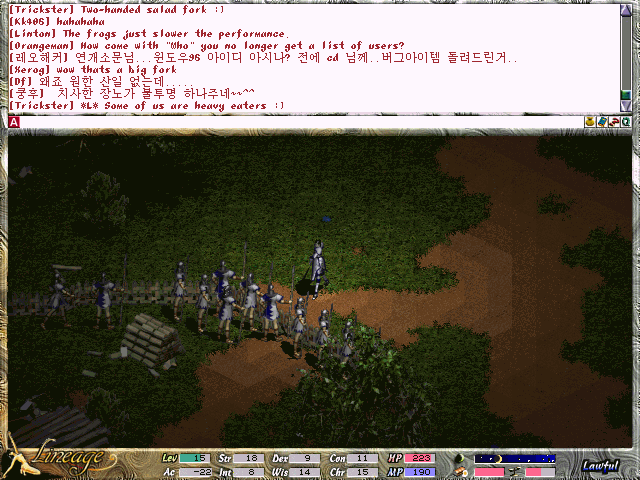 [Trickster] Two-handed salad fork :)
[Kk405] hahahaha
[Linton] The frogs just slower the performance.
[Orangeman] How come with "Who" you no longer get a list of users?
[레오해커] 연개소문님...윈도우96 아이디 아시나? 전에 cd 님께..버그아이템 돌려드린거..
[Xerog] wow thats a big fork
[Df] 왜죠 원한 산일 없는데.....
[쿵후] 치사한 장노가 불투명 하나주네~~^^
[Trickster] *L* Some of us are heavy eaters :)
A
Lineage
Lev 15 Str 18 Dex 9 Con 11 HP 223
Ac -22 Int 8 Wis 14 Chr 15 MP 190
Lawful